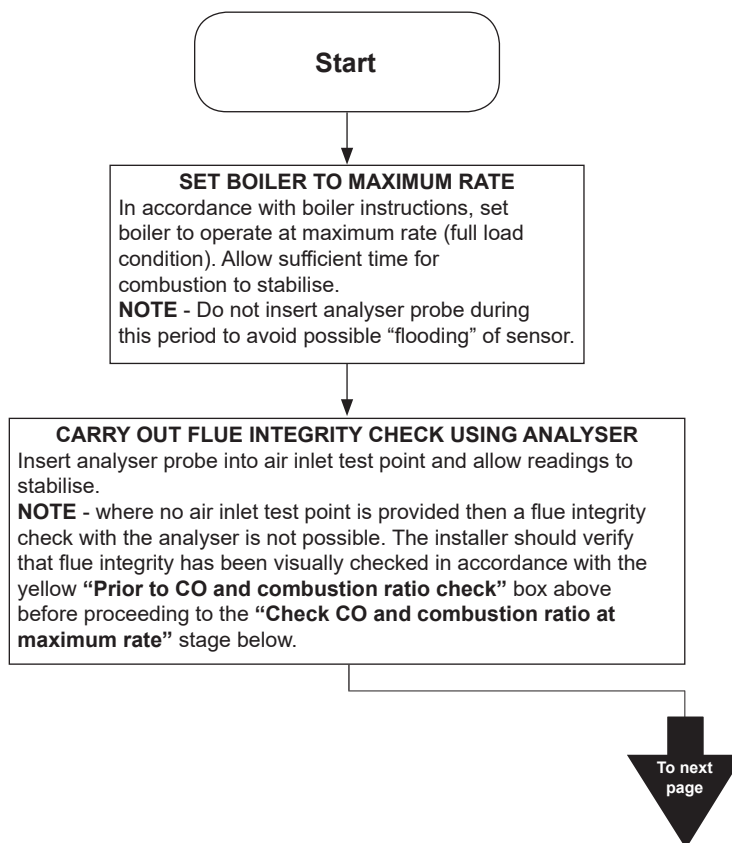 Start
SET BOILER TO MAXIMUM RATE
In accordance with boiler instructions, set
boiler to operate at maximum rate (full load
condition). Allow sufficient time for
combustion to stabilise.
NOTE - Do not insert analyser probe during
this period to avoid possible “flooding” of sensor.
CARRY OUT FLUE INTEGRITY CHECK USING ANALYSER
Insert analyser probe into air inlet test point and allow readings to
stabilise.
NOTE - where no air inlet test point is provided then a flue integrity
check with the analyser is not possible. The installer should verify
that flue integrity has been visually checked in accordance with the
yellow “Prior to CO and combustion ratio check” box above
before proceeding to the “Check CO and combustion ratio at
maximum rate” stage below.
To next
page